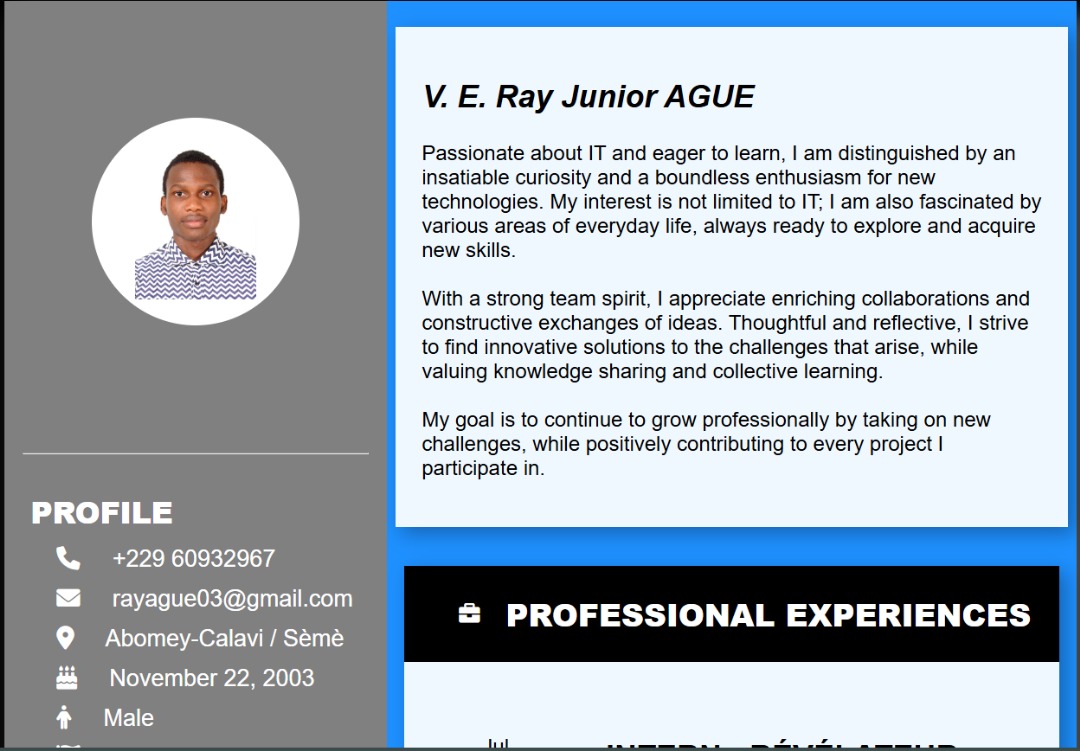 V. E. Ray Junior AGUE
Passionate about IT and eager to learn, I am distinguished by an
insatiable curiosity and a boundless enthusiasm for new
technologies. My interest is not limited to IT; I am also fascinated by
various areas of everyday life, always ready to explore and acquire
new skills.
With a strong team spirit, I appreciate enriching collaborations and
constructive exchanges of ideas. Thoughtful and reflective, I strive
to find innovative solutions to the challenges that arise, while
valuing knowledge sharing and collective learning.
My goal is to continue to grow professionally by taking on new
challenges, while positively contributing to every project I
participate in.
PROFILE
+229 60932967
rayague03@gmail.com
Abomey-Calavi / Sèmè
November 22, 2003
Male
PROFESSIONAL EXPERIENCES